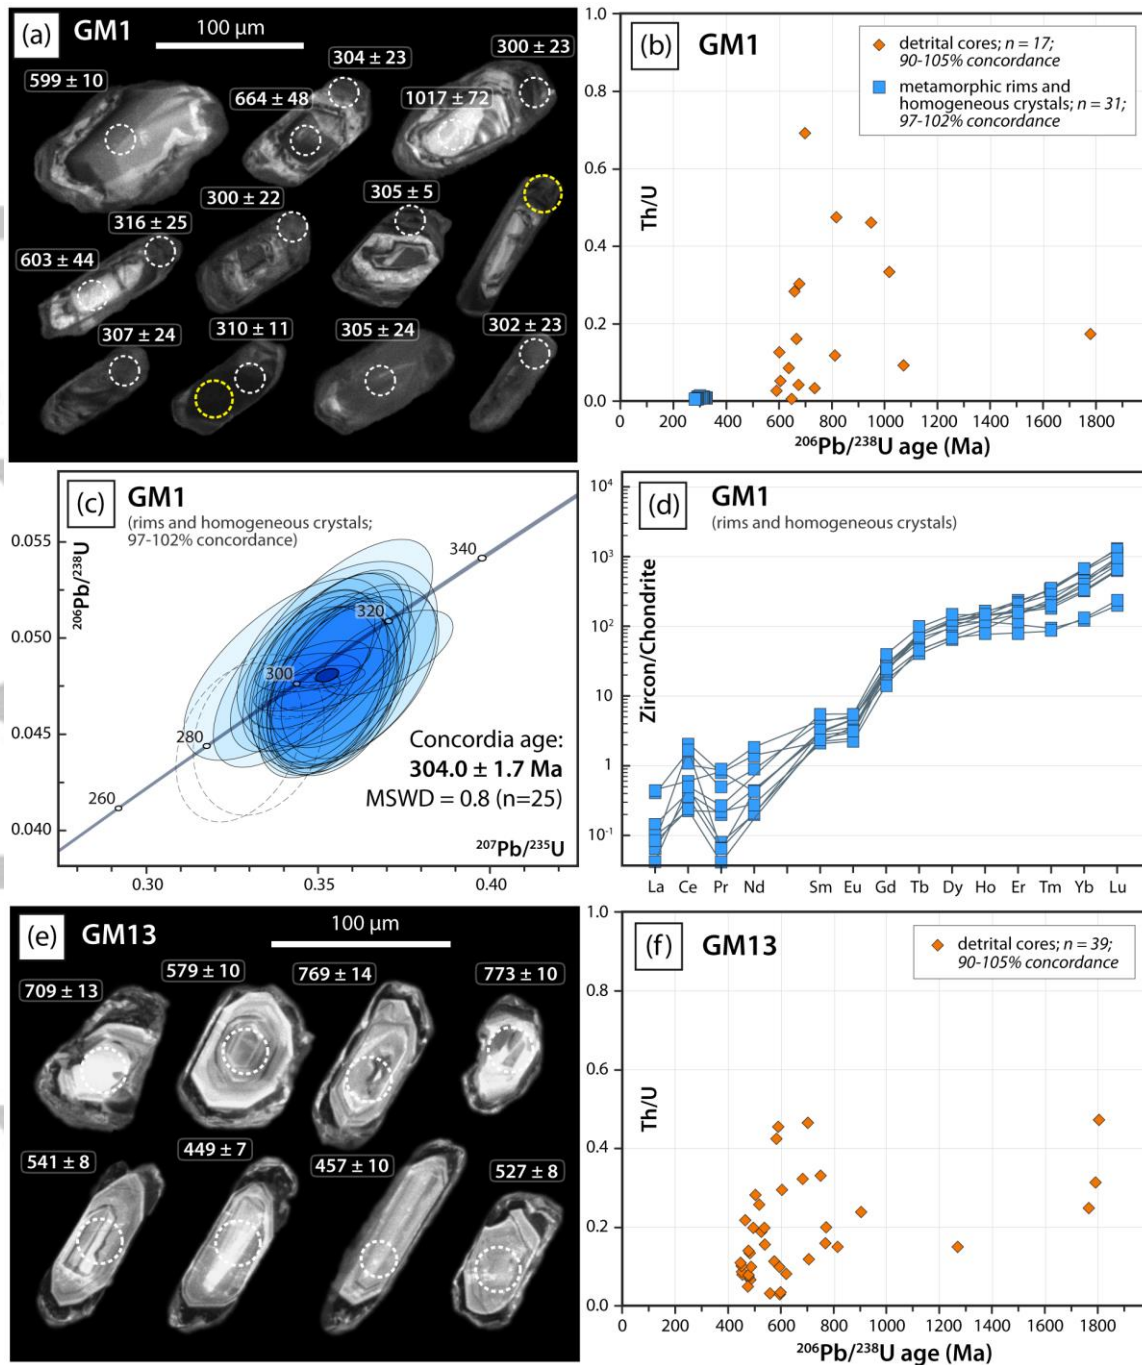 (a) GM1
100 µm
304 ± 23
300 ± 23
599 ± 10
664 ± 48
1017 ± 72
316 ± 25
300 ± 22
305 ± 5
603 ± 44
307 ± 24
310 ± 11
305 ± 24
302 ± 23
(b) GM1
detrital cores; n = 17;
90-105% concordance
metamorphic rims and
homogeneous crystals; n = 31;
97-102% concordance
Th/U
1.0
0.8
0.6
0.4
0.2
0.0
0 200 400 600 800 1000 1200 1400 1600 1800
206Pb/238U age (Ma)
(c) GM1
(rims and homogeneous crystals;
97-102% concordance)
206Pb/238U
0.055
0.050
0.045
0.040
340
320
300
280
260
Concordia age:
304.0 ± 1.7 Ma
MSWD = 0.8 (n=25)
207Pb/235U
0.30 0.35 0.40
(d) GM1
(rims and homogeneous crystals)
Zircon/Chondrite
10⁴
10³
10²
10
1
10⁻¹
La Ce Pr Nd Sm Eu Gd Tb Dy Ho Er Tm Yb Lu
(e) GM13
100 µm
709 ± 13
579 ± 10
769 ± 14
773 ± 10
541 ± 8
449 ± 7
457 ± 10
527 ± 8
(f) GM13
detrital cores; n = 39;
90-105% concordance
Th/U
1.0
0.8
0.6
0.4
0.2
0.0
0 200 400 600 800 1000 1200 1400 1600 1800
206Pb/238U age (Ma)